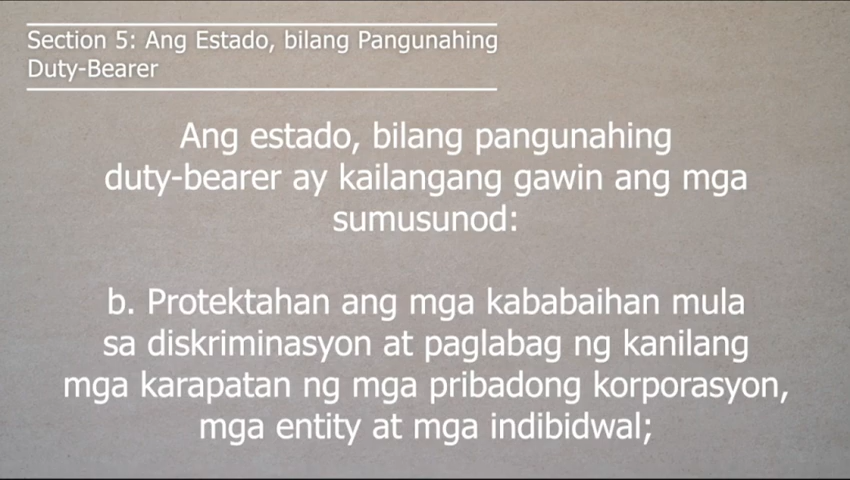 Section 5: Ang Estado, bilang Pangunahing
Duty-Bearer
Ang estado, bilang pangunahing
duty-bearer ay kailangang gawin ang mga
sumusunod:
b. Protektahan ang mga kababaihan mula
sa diskriminasyon at paglabag ng kanilang
mga karapatan ng mga pribadong korporasyon,
mga entity at mga indibidwal;